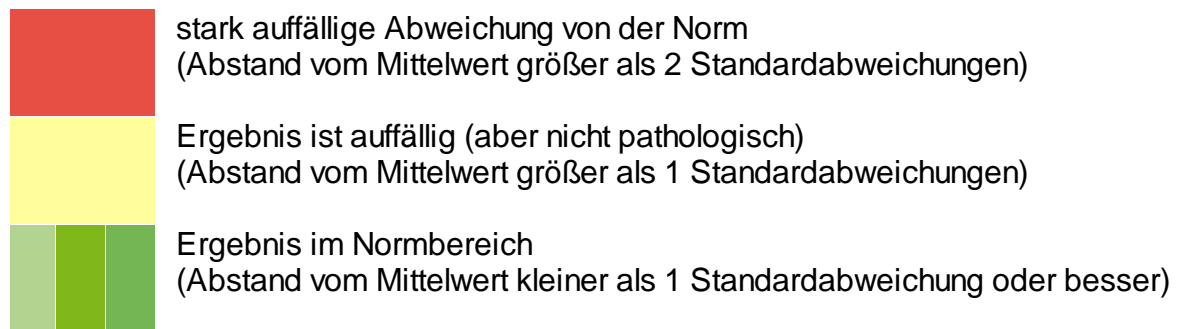 stark auffällige Abweichung von der Norm
(Abstand vom Mittelwert größer als 2 Standardabweichungen)
Ergebnis ist auffällig (aber nicht pathologisch)
(Abstand vom Mittelwert größer als 1 Standardabweichungen)
Ergebnis im Normbereich
(Abstand vom Mittelwert kleiner als 1 Standardabweichung oder besser)